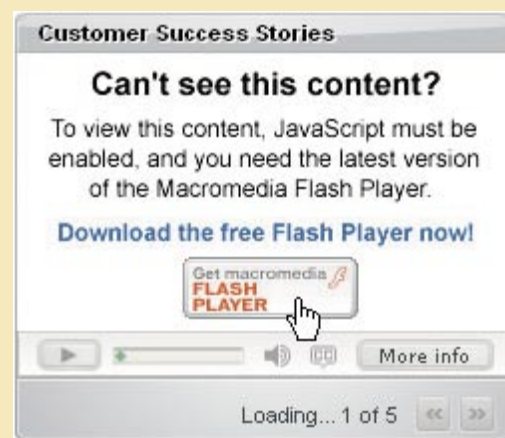 Customer Success Stories
Can't see this content?
To view this content, JavaScript must be
enabled, and you need the latest version
of the Macromedia Flash Player.
Download the free Flash Player now!
Get macromedia
FLASH
PLAYER
CC
More info
Loading... 1 of 5